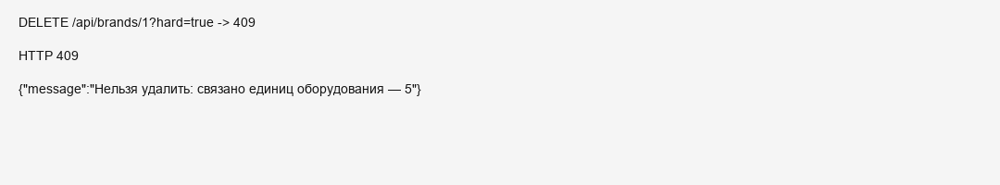 DELETE /api/brands/1?hard=true -> 409
HTTP 409
{"message":"Нельзя удалить: связано единиц оборудования — 5"}